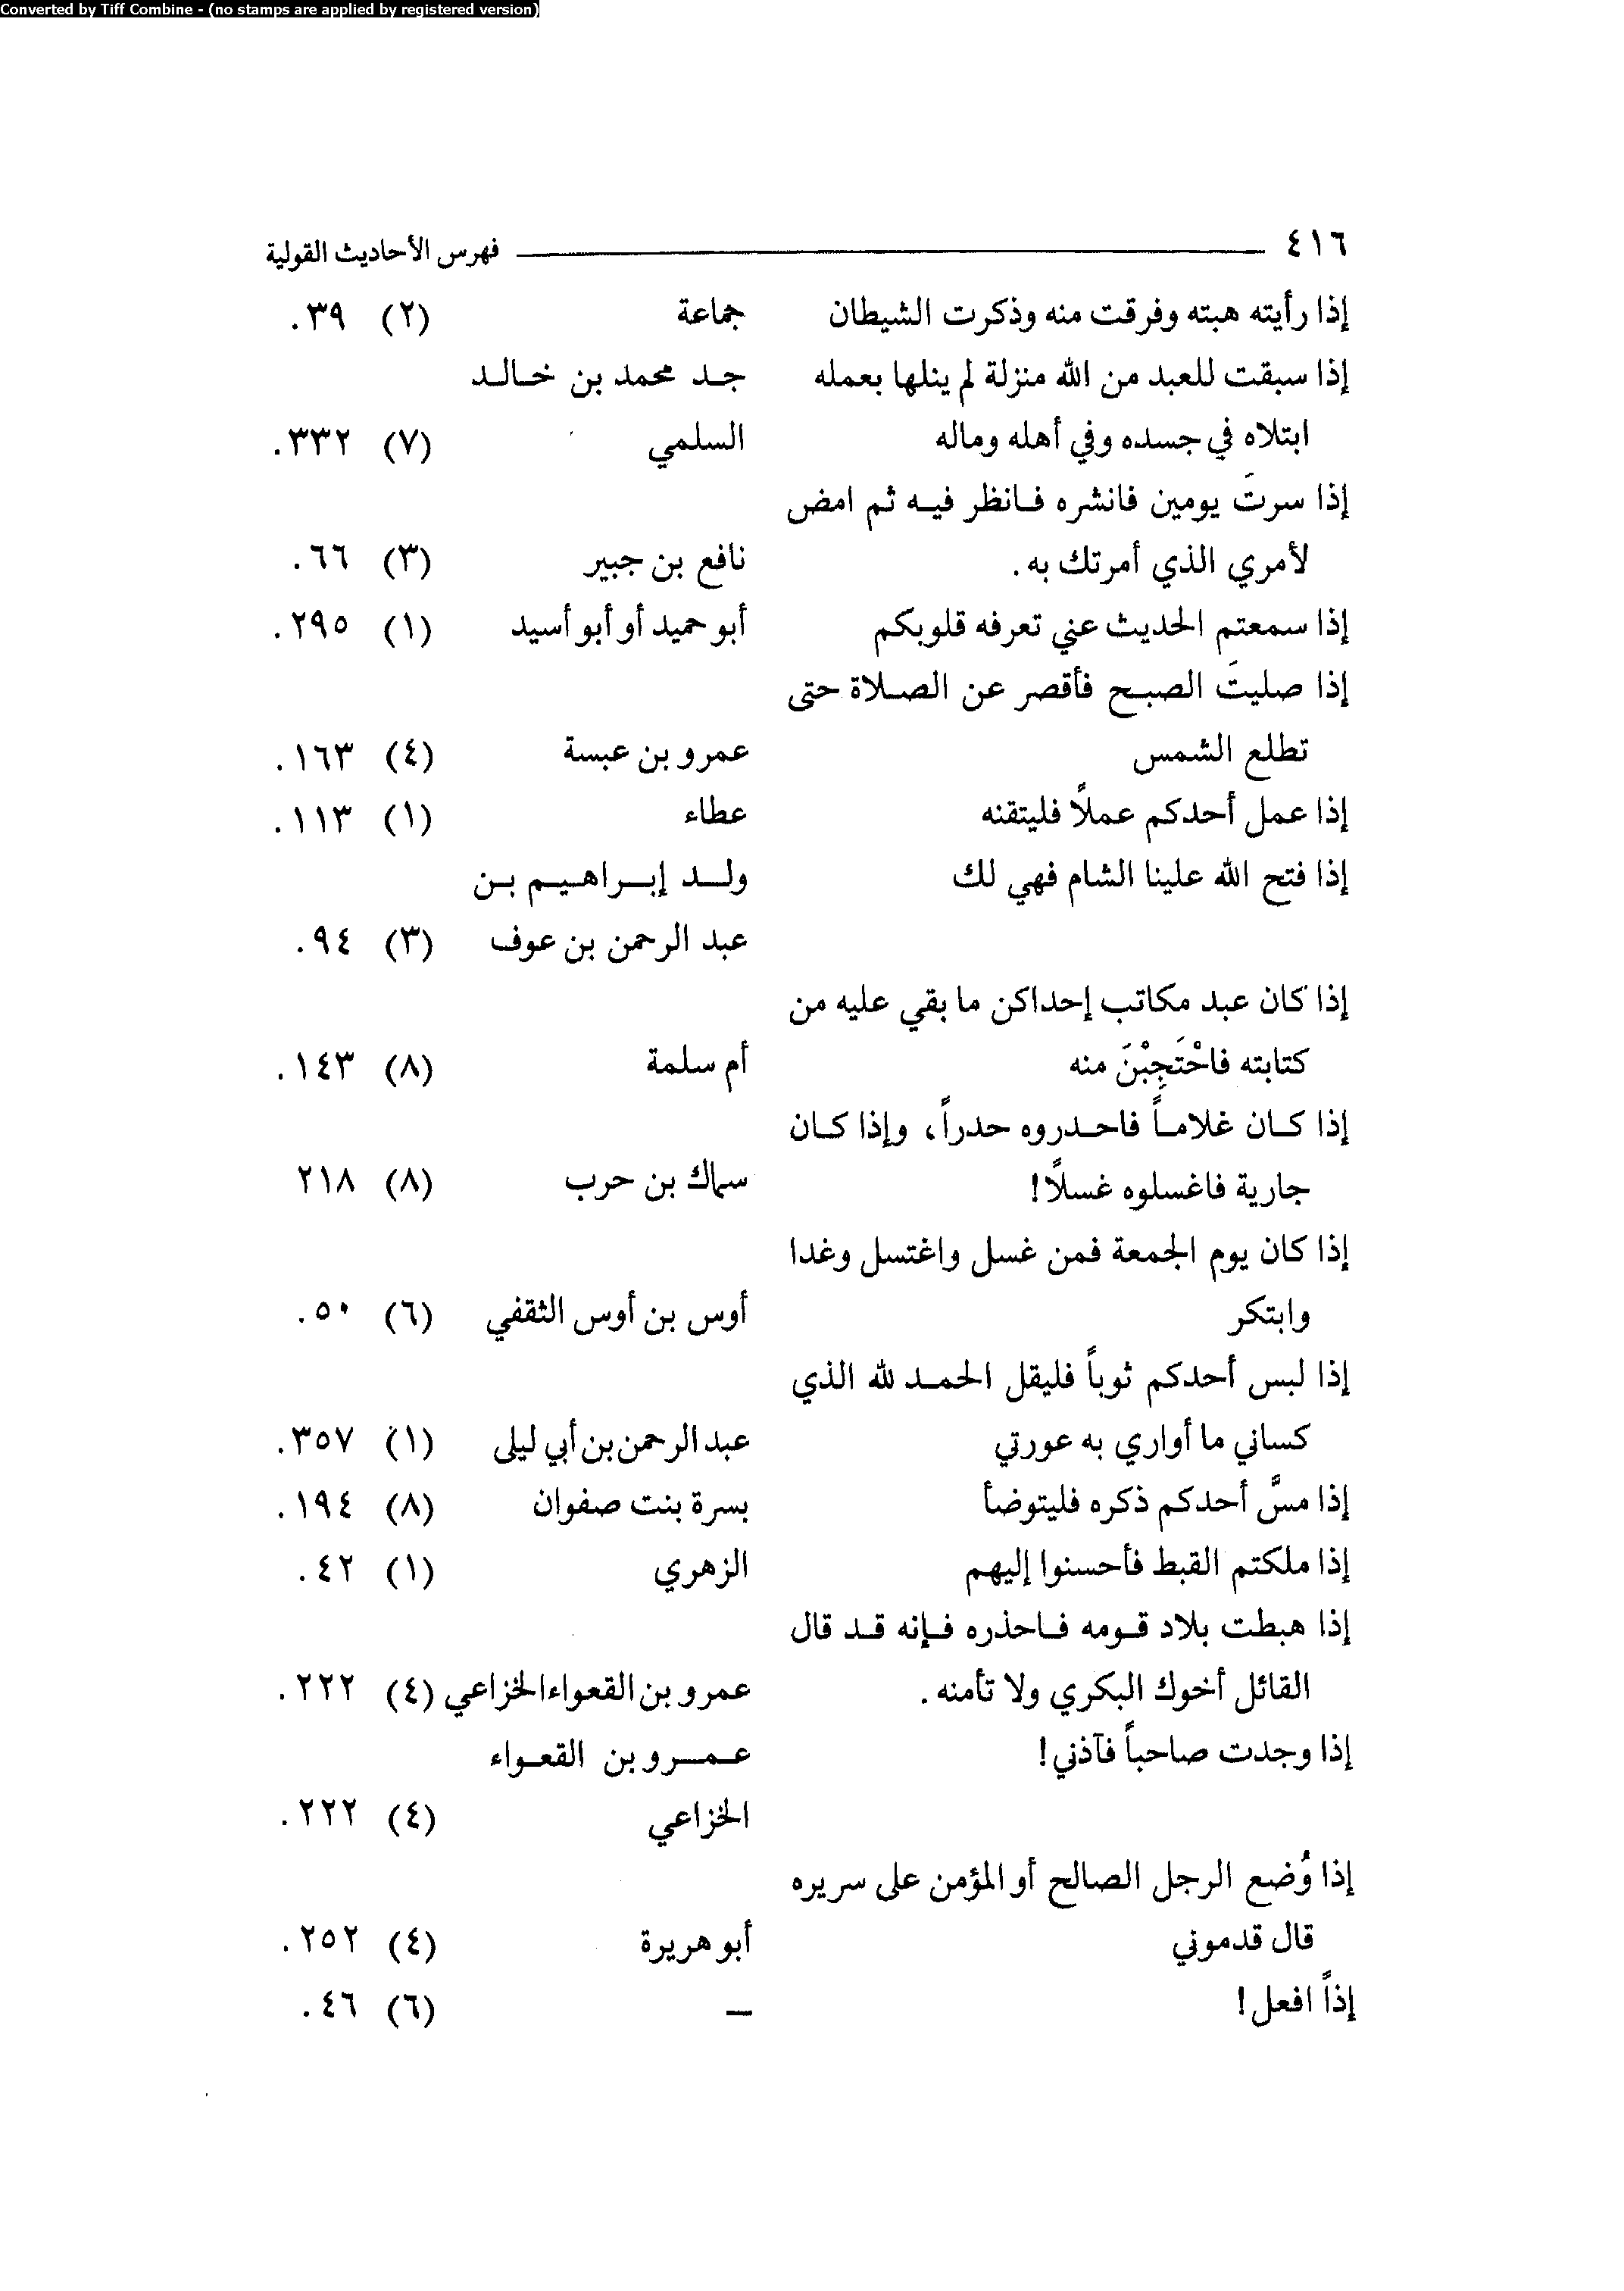 Converted by Tiff Combine - (no stamps are applied by registered version)
٤١٦ فهرس الأحاديث القولية
إذا رأيته هبته وفرقت منه وذكرت الشيطان جماعة (٢) ٣٩.
إذا سبقت للعبد من الله منزلة لم ينلها بعمله جد محمد بن خالد
ابتلاه في جسده وفي أهله وماله السلمي (٧) ٣٣٢.
إذا سرتَ يومين فانشره فانظر فيه ثم امض
لأمري الذي أمرتك به. نافع بن جبير (٣) ٦٦.
إذا سمعتم الحديث عني تعرفه قلوبكم أبو حميد أو أبو أسيد (١) ٢٩٥.
إذا صليتَ الصبح فأقصر عن الصلاة حتى
تطلع الشمس عمرو بن عبسة (٤) ١٦٣.
إذا عمل أحدكم عملاً فليتقنه عطاء (١) ١١٣.
إذا فتح الله علينا الشام فهي لك ولد إبراهيم بن
عبد الرحمن بن عوف (٣) ٩٤.
إذا كان عبد مكاتب إحداكن ما بقي عليه من
كتابته فاحْتَجِبْنَ منه أم سلمة (٨) ١٤٣.
إذا كان غلاماً فاحدروه حدراً، وإذا كان
جارية فاغسلوه غسلاً! سماك بن حرب (٨) ٢١٨
إذا كان يوم الجمعة فمن غسل واغتسل وغدا
وابتكر أوس بن أوس الثقفي (٦) ٥٠.
إذا لبس أحدكم ثوباً فليقل الحمد لله الذي
كساني ما أواري به عورتي عبد الرحمن بن أبي ليلى (١) ٣٥٧.
إذا مسَّ أحدكم ذكره فليتوضأ بسرة بنت صفوان (٨) ١٩٤.
إذا ملكتم القبط فأحسنوا إليهم الزهري (١) ٤٢.
إذا هبطت بلاد قومه فاحذره فإنه قد قال
القائل أخوك البكري ولا تأمنه. عمرو بن القعواء الخزاعي (٤) ٢٢٢.
إذا وجدت صاحباً فآذني! عمرو بن القعواء
الخزاعي (٤) ٢٢٢.
إذا وُضع الرجل الصالح أو المؤمن على سريره
قال قدموني أبو هريرة (٤) ٢٥٢.
إذاً افعل! — (٦) ٤٦.